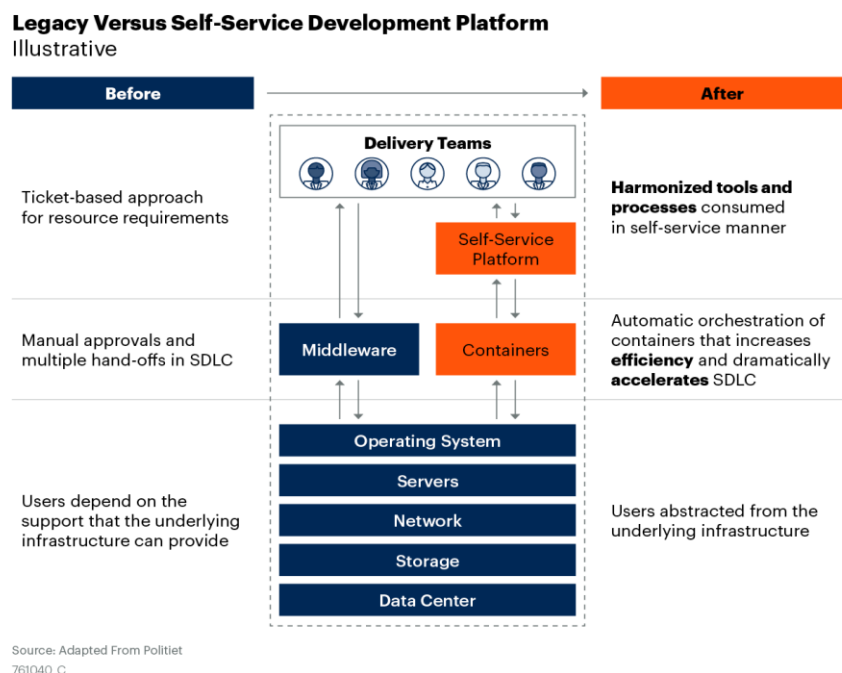 Legacy Versus Self-Service Development Platform
Illustrative
Before
After
Delivery Teams
Ticket-based approach
for resource requirements
Harmonized tools and
processes consumed
in self-service manner
Self-Service
Platform
Manual approvals and
multiple hand-offs in SDLC
Middleware
Containers
Automatic orchestration of
containers that increases
efficiency and dramatically
accelerates SDLC
Operating System
Servers
Network
Storage
Data Center
Users depend on the
support that the underlying
infrastructure can provide
Users abstracted from the
underlying infrastructure
Source: Adapted From Politiet
761040_C